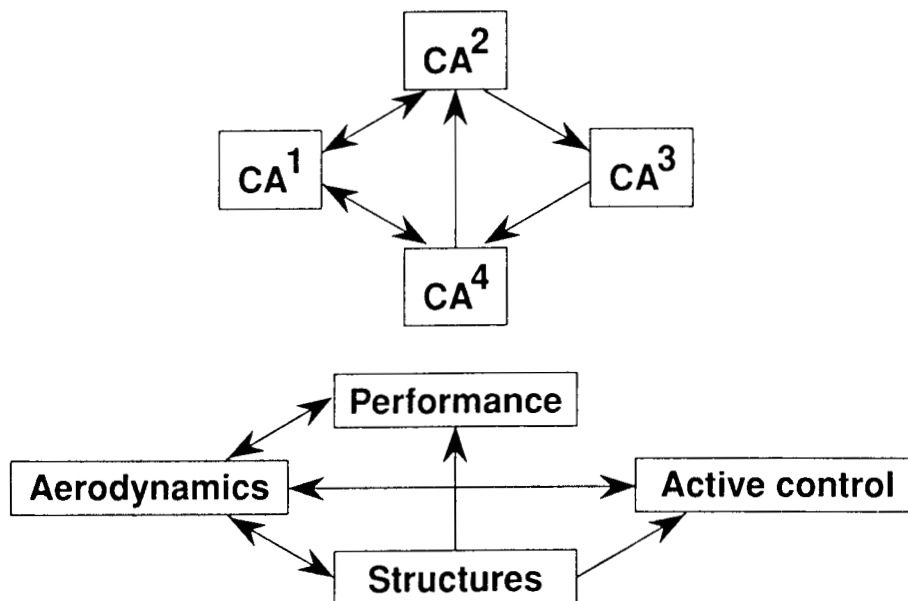 CA²
CA¹
CA³
CA⁴
Performance
Aerodynamics
Active control
Structures